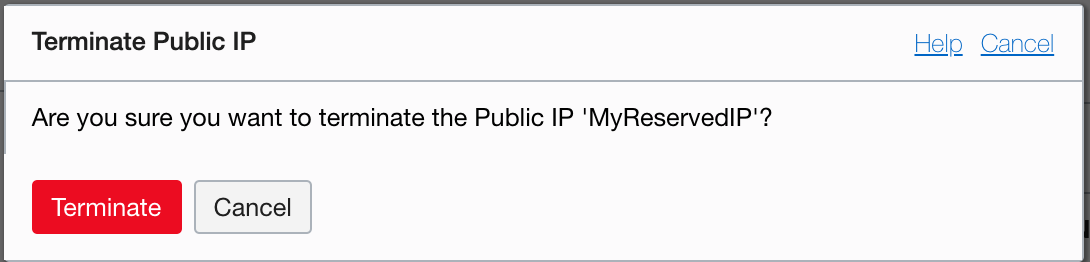 Terminate Public IP
Help Cancel
Are you sure you want to terminate the Public IP 'MyReservedIP'?
Terminate Cancel